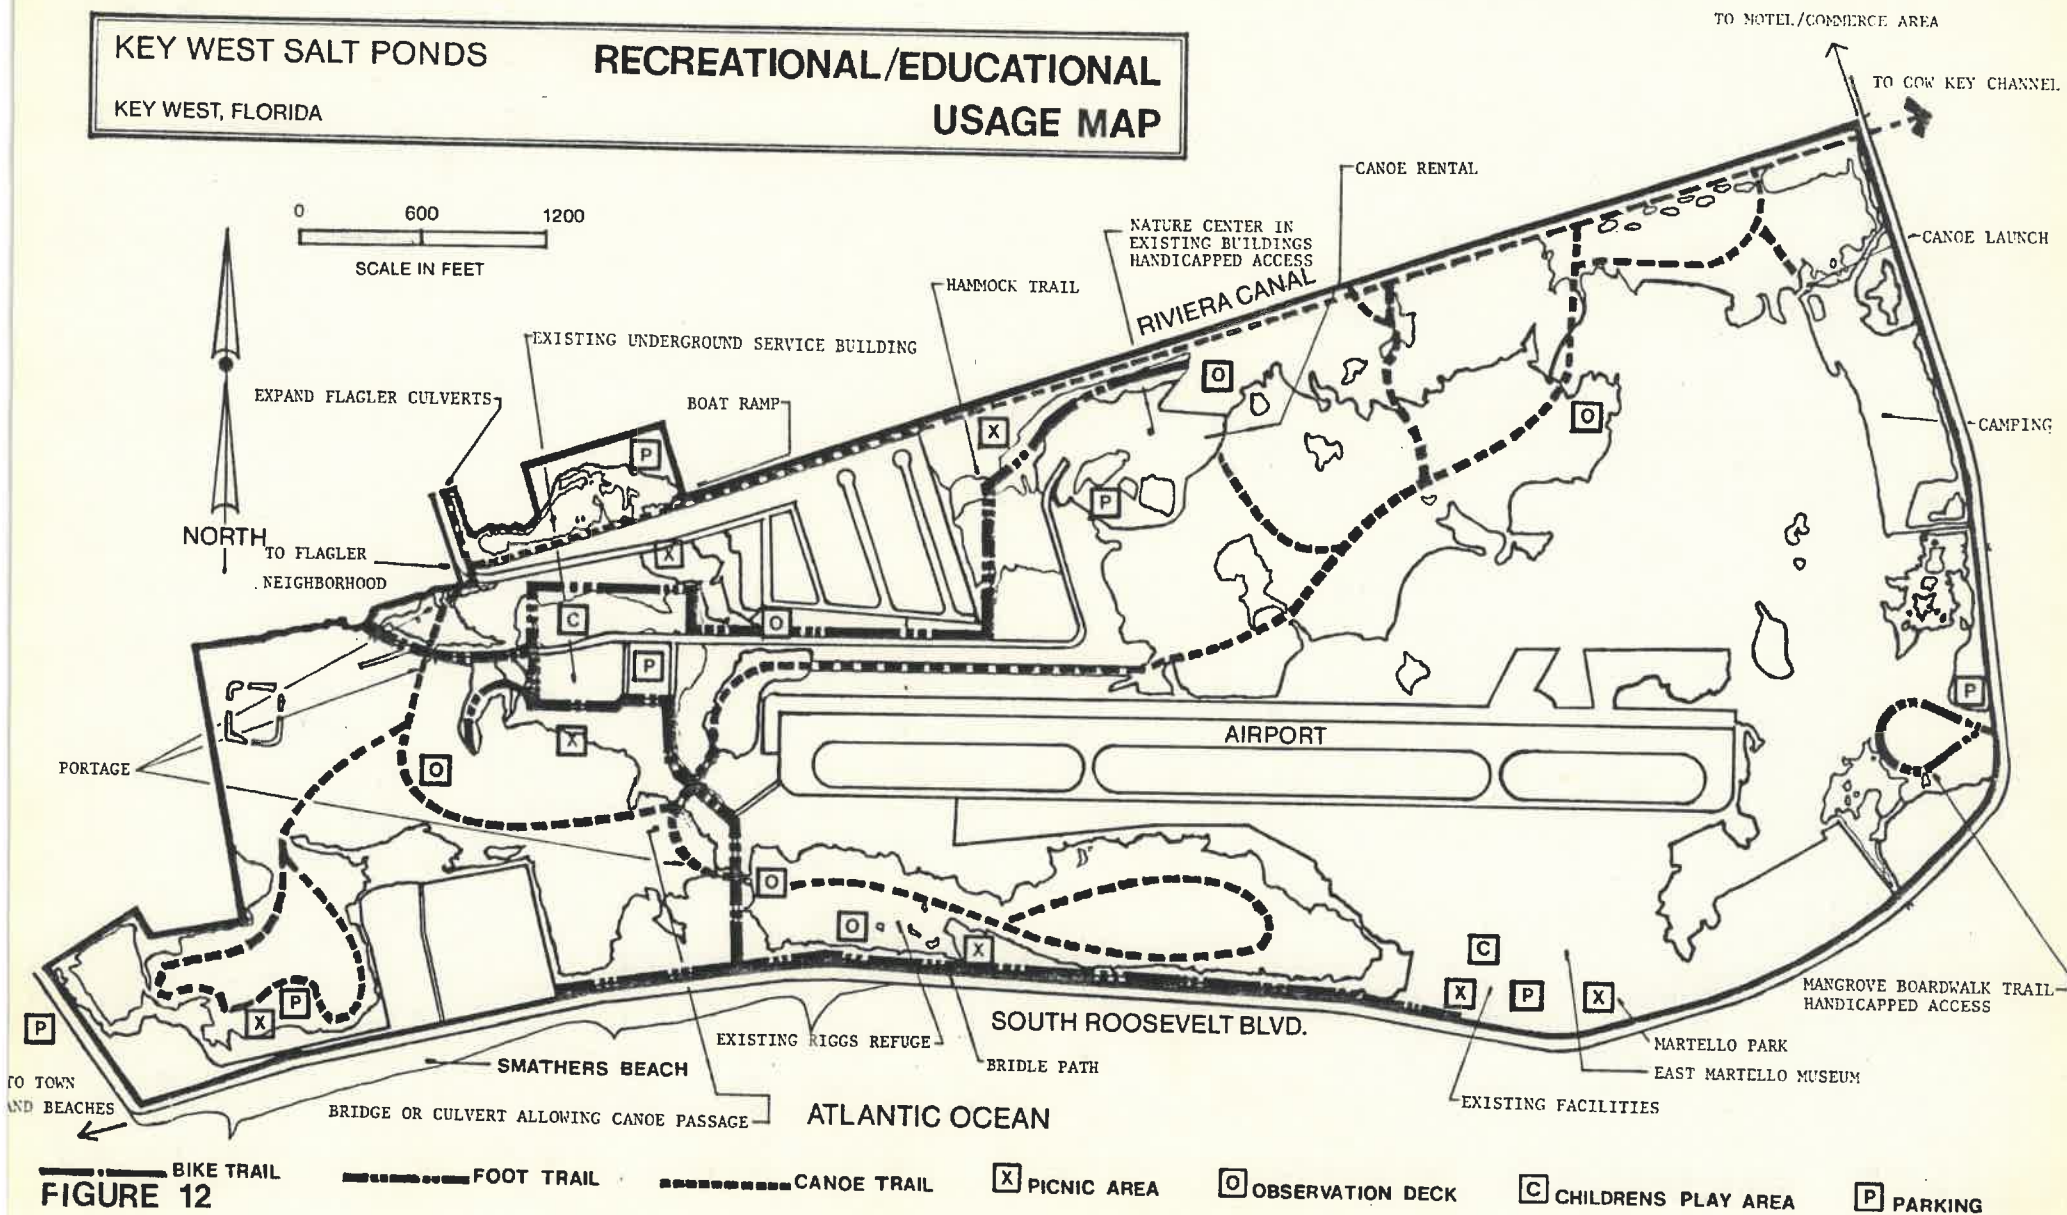 TO MOTEL/COMMERCE AREA
TO COW KEY CHANNEL
KEY WEST SALT PONDS
RECREATIONAL/EDUCATIONAL
USAGE MAP
KEY WEST, FLORIDA
0 600 1200
SCALE IN FEET
NORTH
CANOE RENTAL
NATURE CENTER IN
EXISTING BUILDINGS
HANDICAPPED ACCESS
RIVIERA CANAL
HAMMOCK TRAIL
CANOE LAUNCH
EXISTING UNDERGROUND SERVICE BUILDING
EXPAND FLAGLER CULVERTS
BOAT RAMP
CAMPING
TO FLAGLER
NEIGHBORHOOD
O
O
X
P
P
X
C
O
P
P
X
O
AIRPORT
PORTAGE
O
O
X
C
X
P
X
P
X
P
MANGROVE BOARDWALK TRAIL
HANDICAPPED ACCESS
SOUTH ROOSEVELT BLVD.
EXISTING RIGGS REFUGE
BRIDLE PATH
MARTELLO PARK
EAST MARTELLO MUSEUM
EXISTING FACILITIES
SMATHERS BEACH
TO TOWN
AND BEACHES
BRIDGE OR CULVERT ALLOWING CANOE PASSAGE
ATLANTIC OCEAN
BIKE TRAIL
FOOT TRAIL
CANOE TRAIL
X PICNIC AREA
O OBSERVATION DECK
C CHILDRENS PLAY AREA
P PARKING
FIGURE 12